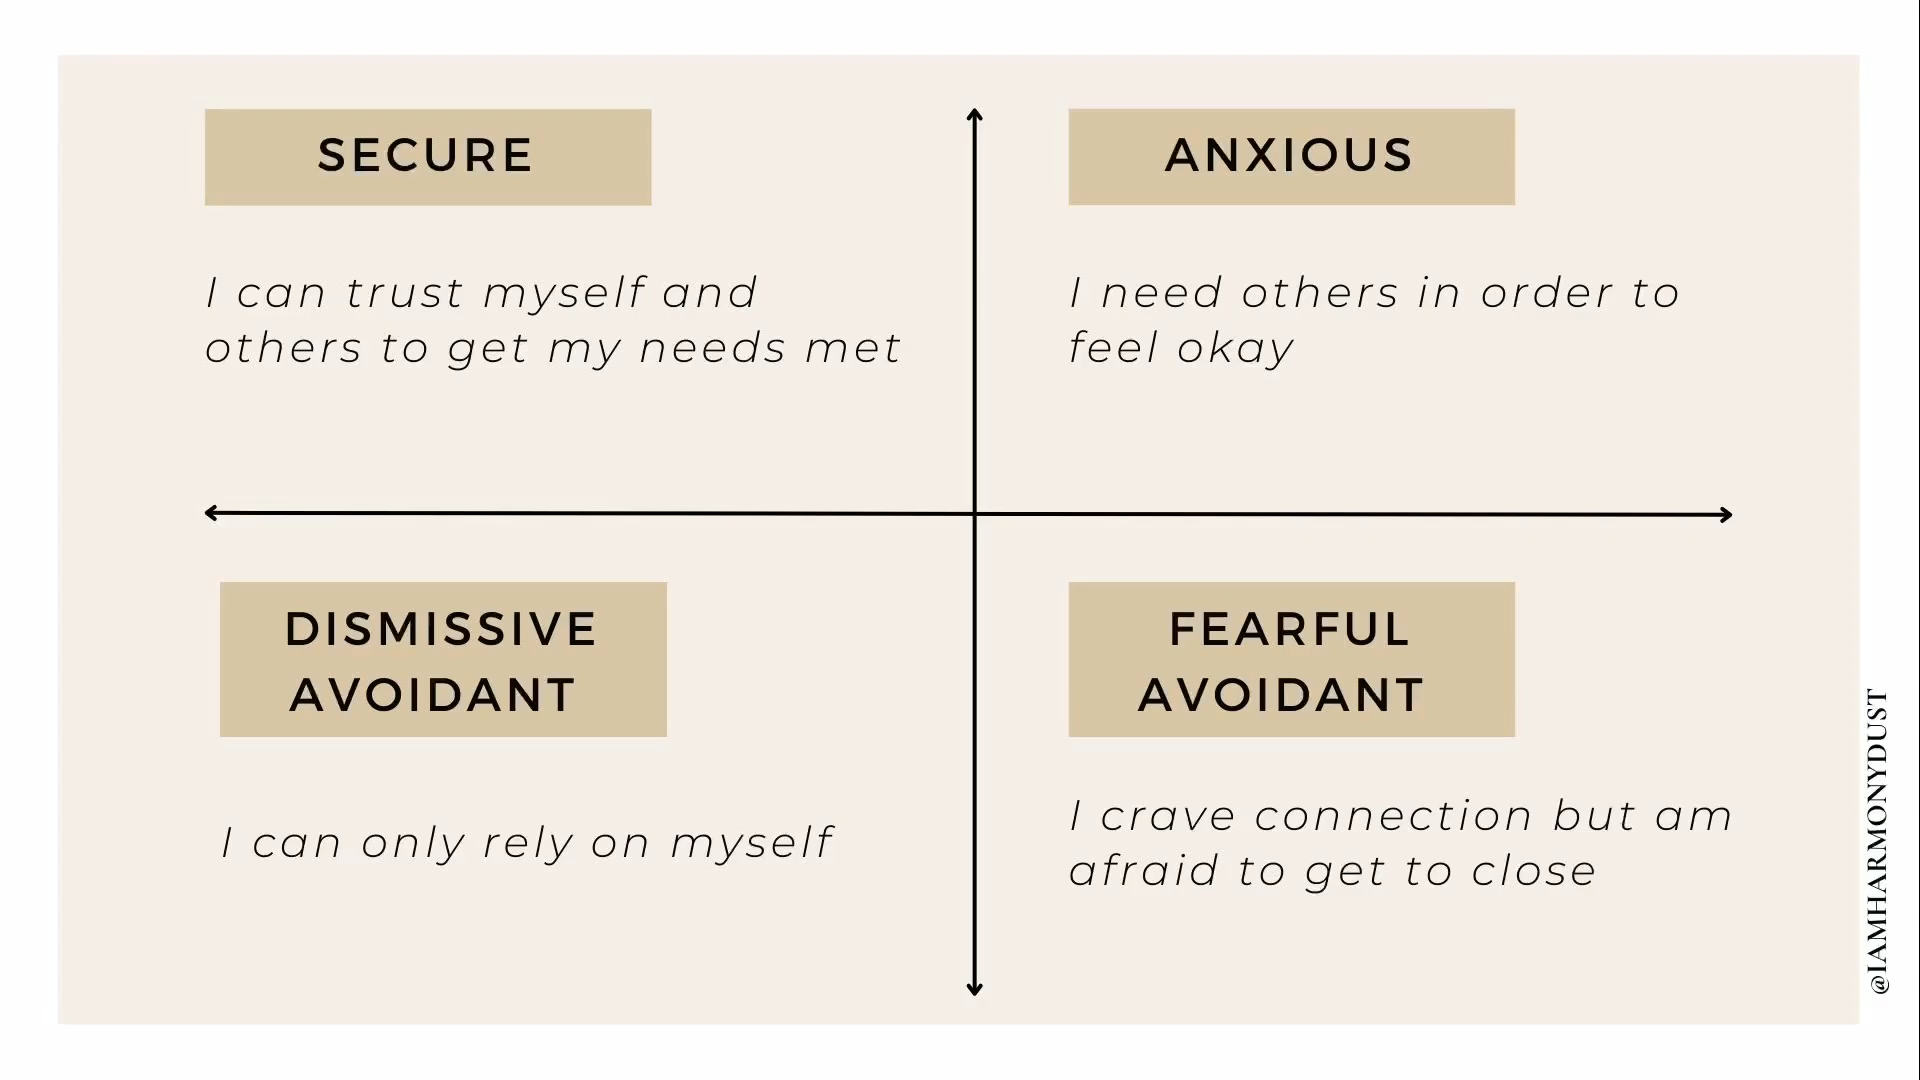 SECURE
I can trust myself and
others to get my needs met
ANXIOUS
I need others in order to
feel okay
DISMISSIVE
AVOIDANT
I can only rely on myself
FEARFUL
AVOIDANT
I crave connection but am
afraid to get to close
@IAMHARMONYDUST